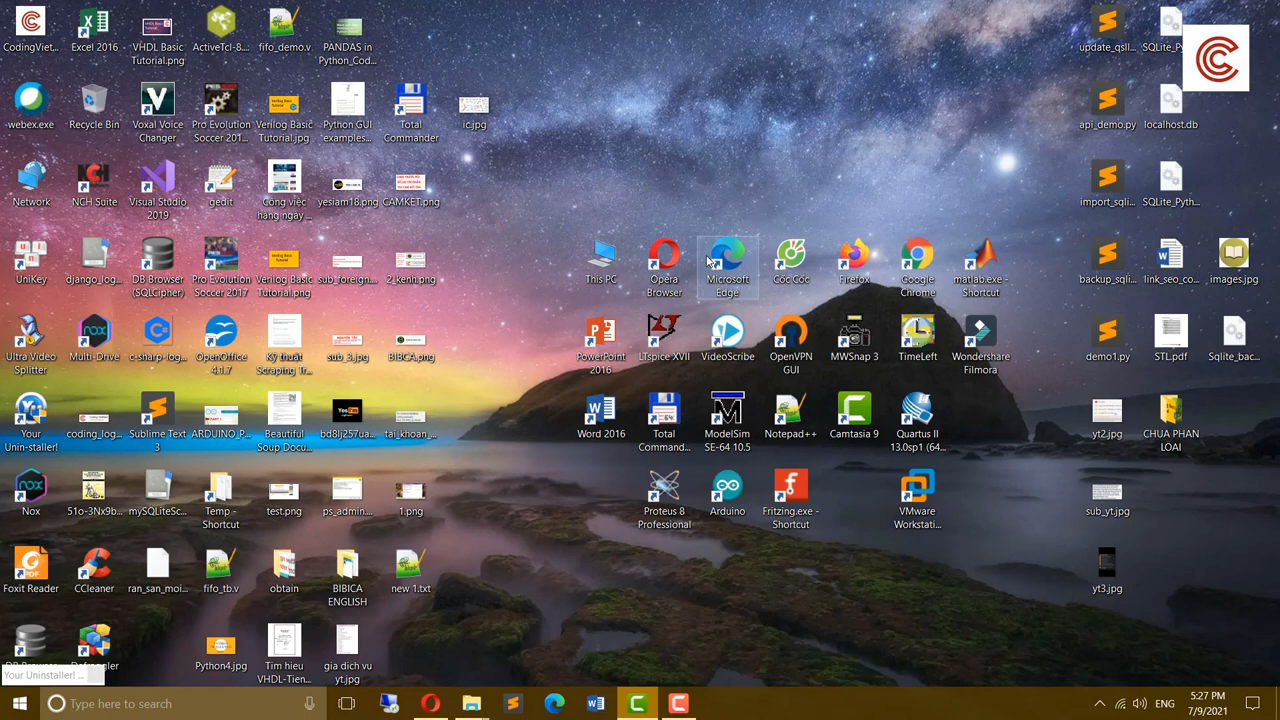 CodingViet...
Excel 2016
VHDL Basic
Tutorial.png
ActiveTcl-8....
fifo_demo.v
PANDAS in
Python_Cod...
update_qsll...
SQLite_Py...
webex.exe
Recycle Bin
Voxal Voice
Changer
Pro Evolution
Soccer 201...
Verilog Basic
Tutorial.jpg
Python GUI
examples...
Total
Commander
ic.jpg
api_demo.py
localhost.db
Network
NCH Suite
Visual Studio
2019
gedit
Cong viec
hang ngay ...
yesiam18.png
CAMKET.png
import_sqli...
SQLite_Pyth...
UniKey
django_log...
DB Browser
(SQLCipher)
Pro Evolution
Soccer 2017
Verilog Basic
Tutorial.png
sub_foreign....
2_kenh.png
This PC
Opera
Browser
Microsoft
Edge
Cốc Cốc
Firefox
Google
Chrome
matlab.exe -
Shortcut
backup_sqli...
link_seo_co...
images.jpg
Ultra Video
Splitter
Multi-Drive
c-sharp-log...
OpenOffice
4.1.7
Ky thuat
Scraping Tr...
sub_3.jpg
BIBICA.png
PowerPoint
2016
LTspice XVII
VideoScribe
OpenVPN
GUI
MWSnap 3
TimeLeft
Wondershare
Filmora
demo1.py
STL.pdf
Sqlite_bac...
Your
Unin-staller!
coding_log...
Sublime Text
3
ARDUINO_P...
Beautiful
Soup Docu...
bd8lj257ua...
tai_khoan_...
Word 2016
Total
Command...
ModelSim
SE-64 10.5
Notepad++
Camtasia 9
Quartus II
13.0sp1 (64...
yt2.jpg
CHUA PHAN
LOAI
Nox
51o-3Nx9b...
mySQLiteSc...
Temp -
Shortcut
test.png
ps_admin....
1.png
Proteus 8
Professional
Arduino
Fritzing.exe -
Shortcut
VMware
Workstati...
sub_yt.jpg
Foxit Reader
CCleaner
ran_san_moi...
fifo_tb.v
obtain
BIBICA
ENGLISH
new 1.txt
yt3.jpg
DB Browser
Defraggler
Python4.jpg
Tim hieu
VHDL-Tien...
gia dich vu
yt.jpg
Your Uninstaller! ...
Type here to search
ENG
5:27 PM
7/9/2021